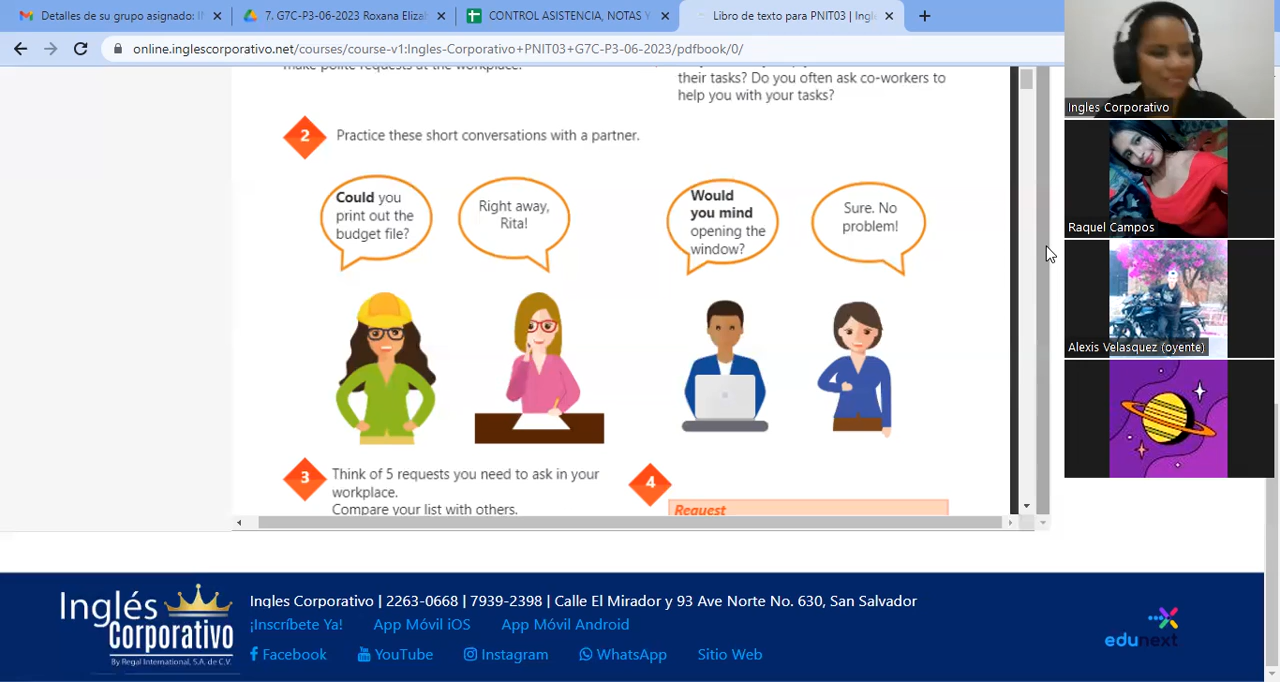 Detalles de su grupo asignado: I
7. G7C-P3-06-2023 Roxana Eliza
CONTROL ASISTENCIA, NOTAS Y
Libro de texto para PNIT03 | Ingl
online.inglescorporativo.net/courses/course-v1:Ingles-Corporativo+PNIT03+G7C-P3-06-2023/pdfbook/0/
make polite requests at the workplace.
their tasks? Do you often ask co-workers to
help you with your tasks?
2
Practice these short conversations with a partner.
Could you
print out the
budget file?
Right away,
Rita!
Would
you mind
opening the
window?
Sure. No
problem!
3
Think of 5 requests you need to ask in your
workplace.
Compare your list with others.
4
Request
Ingles Corporativo
Raquel Campos
Alexis Velasquez (oyente)
Inglés
Corporativo
By Regal International, S.A. de C.V.
Ingles Corporativo | 2263-0668 | 7939-2398 | Calle El Mirador y 93 Ave Norte No. 630, San Salvador
¡Inscríbete Ya! App Móvil iOS App Móvil Android
Facebook YouTube Instagram WhatsApp Sitio Web
edunext